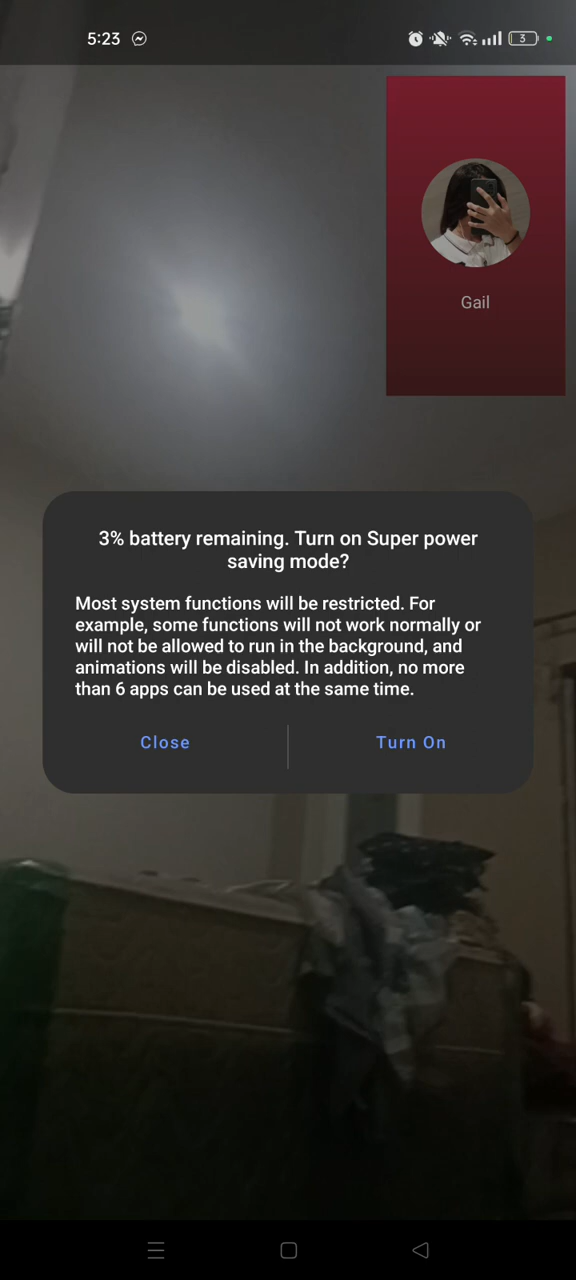 5:23
3
Gail
3% battery remaining. Turn on Super power
saving mode?
Most system functions will be restricted. For
example, some functions will not work normally or
will not be allowed to run in the background, and
animations will be disabled. In addition, no more
than 6 apps can be used at the same time.
Close
Turn On